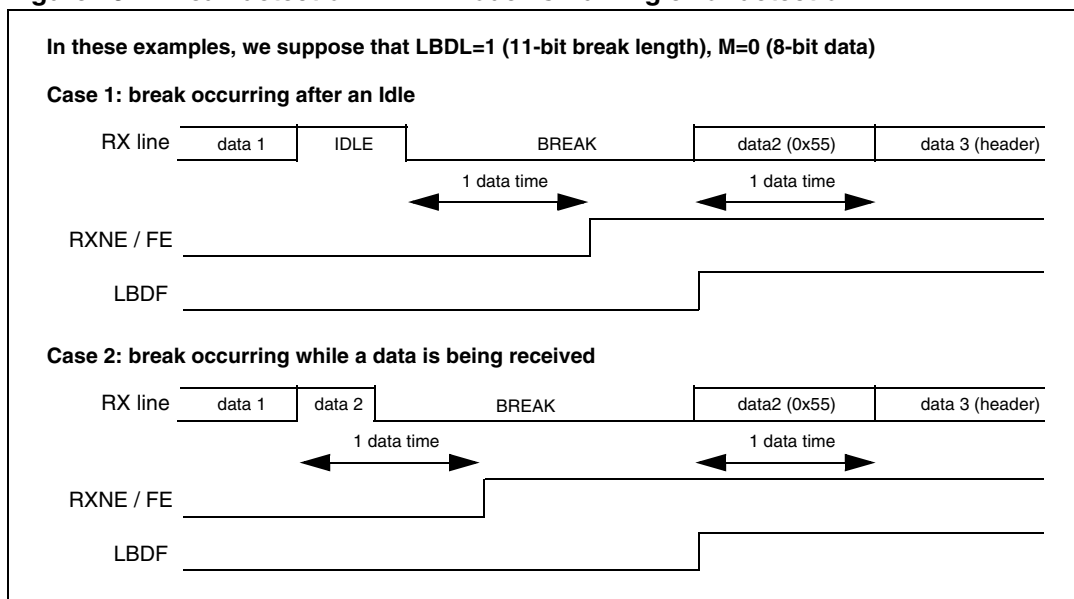 In these examples, we suppose that LBDL=1 (11-bit break length), M=0 (8-bit data)
Case 1: break occurring after an Idle
RX line data 1 IDLE BREAK data2 (0x55) data 3 (header)
1 data time 1 data time
RXNE / FE
LBDF
Case 2: break occurring while a data is being received
RX line data 1 data 2 BREAK data2 (0x55) data 3 (header)
1 data time 1 data time
RXNE / FE
LBDF